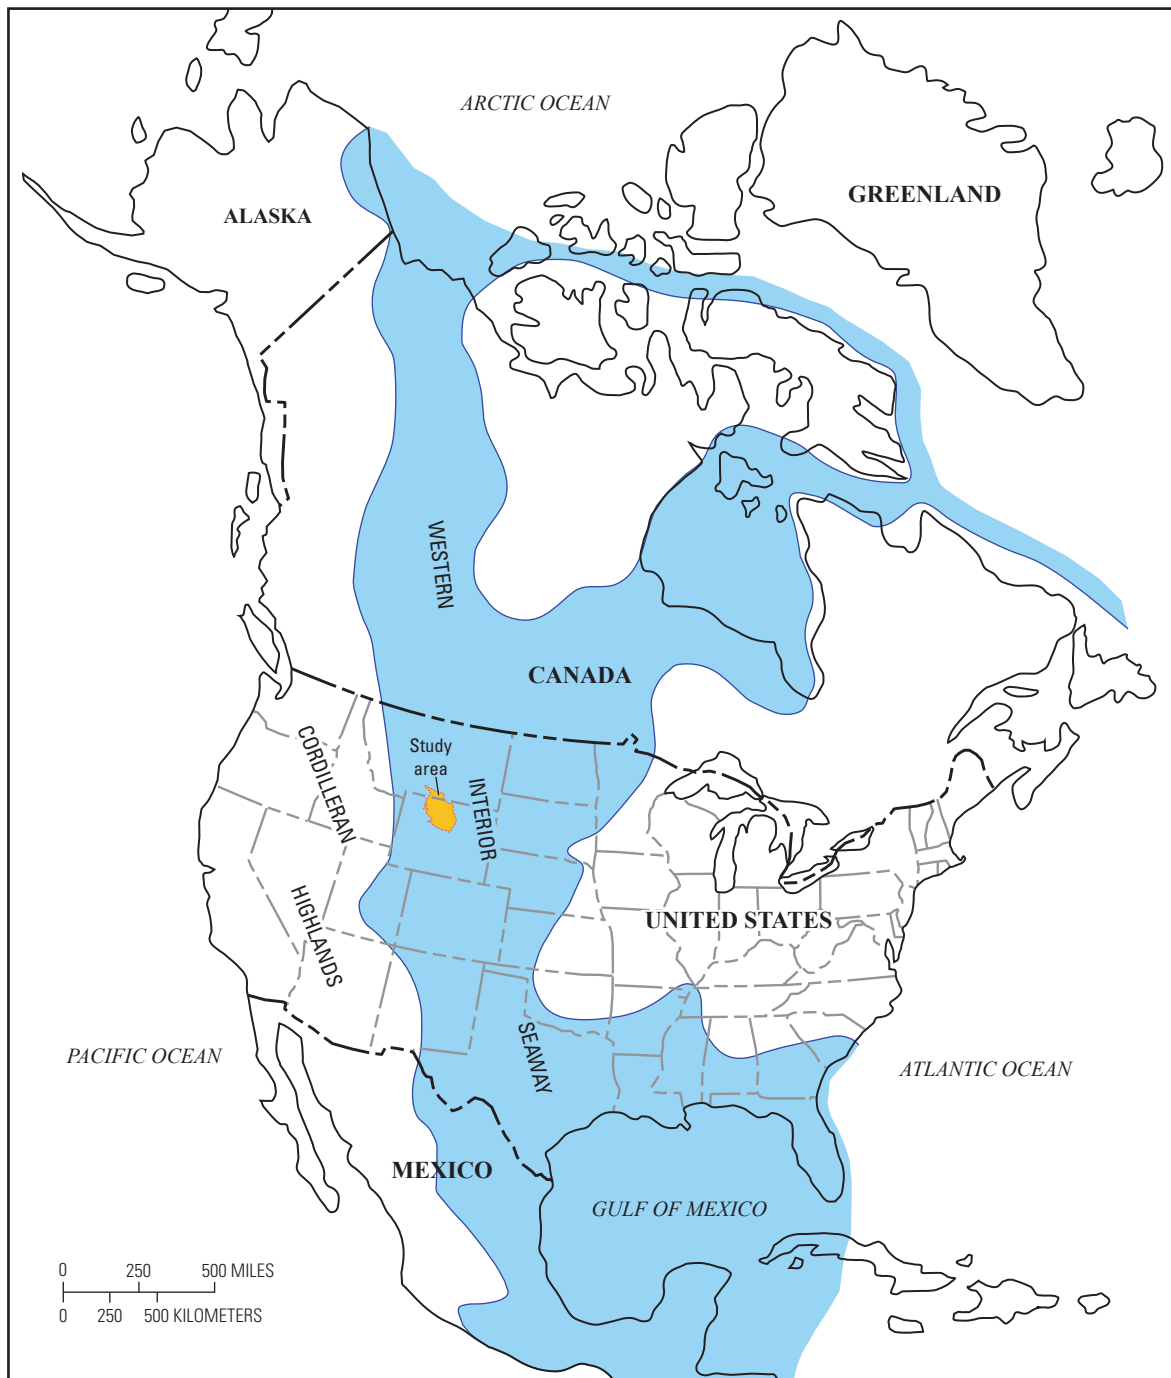 ARCTIC OCEAN
GREENLAND
ALASKA
WESTERN
CANADA
CORDILLERAN
HIGHLANDS
Study
area
INTERIOR
UNITED STATES
SEAWAY
PACIFIC OCEAN
ATLANTIC OCEAN
MEXICO
GULF OF MEXICO
0 250 500 MILES
0 250 500 KILOMETERS